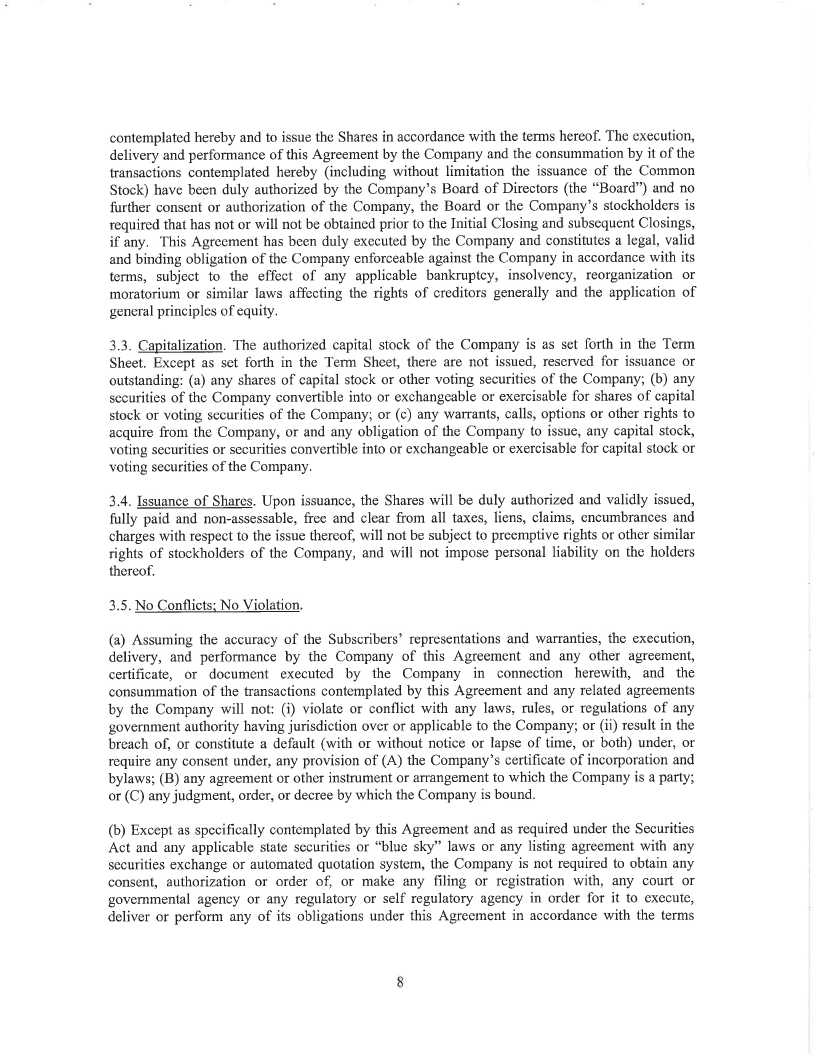 contemplated hereby and to issue the Shares in accordance with the terms hereof. The execution,
delivery and performance of this Agreement by the Company and the consummation by it of the
transactions contemplated hereby (including without limitation the issuance of the Common
Stock) have been duly authorized by the Company's Board of Directors (the "Board") and no
further consent or authorization of the Company, the Board or the Company's stockholders is
required that has not or will not be obtained prior to the Initial Closing and subsequent Closings,
if any. This Agreement has been duly executed by the Company and constitutes a legal, valid
and binding obligation of the Company enforceable against the Company in accordance with its
terms, subject to the effect of any applicable bankruptcy, insolvency, reorganization or
moratorium or similar laws affecting the rights of creditors generally and the application of
general principles of equity.
3.3. Capitalization. The authorized capital stock of the Company is as set forth in the Term
Sheet. Except as set forth in the Term Sheet, there are not issued, reserved for issuance or
outstanding: (a) any shares of capital stock or other voting securities of the Company; (b) any
securities of the Company convertible into or exchangeable or exercisable for shares of capital
stock or voting securities of the Company; or (c) any warrants, calls, options or other rights to
acquire from the Company, or and any obligation of the Company to issue, any capital stock,
voting securities or securities convertible into or exchangeable or exercisable for capital stock or
voting securities of the Company.
3.4. Issuance of Shares. Upon issuance, the Shares will be duly authorized and validly issued,
fully paid and non-assessable, free and clear from all taxes, liens, claims, encumbrances and
charges with respect to the issue thereof, will not be subject to preemptive rights or other similar
rights of stockholders of the Company, and will not impose personal liability on the holders
thereof.
3.5. No Conflicts; No Violation.
(a) Assuming the accuracy of the Subscribers' representations and warranties, the execution,
delivery, and performance by the Company of this Agreement and any other agreement,
certificate, or document executed by the Company in connection herewith, and the
consummation of the transactions contemplated by this Agreement and any related agreements
by the Company will not: (i) violate or conflict with any laws, rules, or regulations of any
government authority having jurisdiction over or applicable to the Company; or (ii) result in the
breach of, or constitute a default (with or without notice or lapse of time, or both) under, or
require any consent under, any provision of (A) the Company's certificate of incorporation and
bylaws; (B) any agreement or other instrument or arrangement to which the Company is a party;
or (C) any judgment, order, or decree by which the Company is bound.
(b) Except as specifically contemplated by this Agreement and as required under the Securities
Act and any applicable state securities or "blue sky" laws or any listing agreement with any
securities exchange or automated quotation system, the Company is not required to obtain any
consent, authorization or order of, or make any filing or registration with, any court or
governmental agency or any regulatory or self regulatory agency in order for it to execute,
deliver or perform any of its obligations under this Agreement in accordance with the terms
8